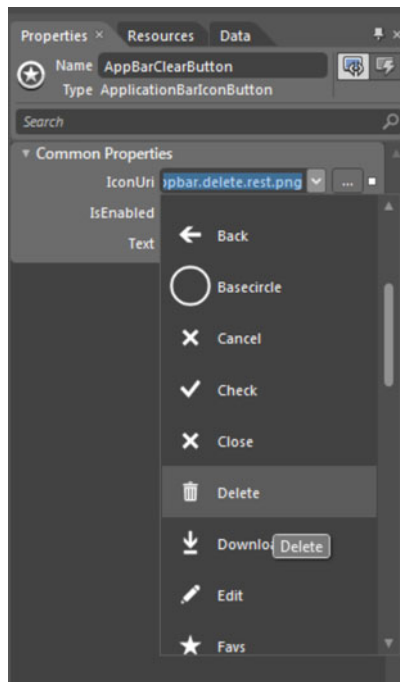 Properties × Resources Data
Name AppBarClearButton
Type ApplicationBarIconButton
Search
Common Properties
IconUri ppbar.delete.rest.png ...
IsEnabled
Text
Back
Basecircle
Cancel
Check
Close
Delete
Downlo Delete
Edit
Favs